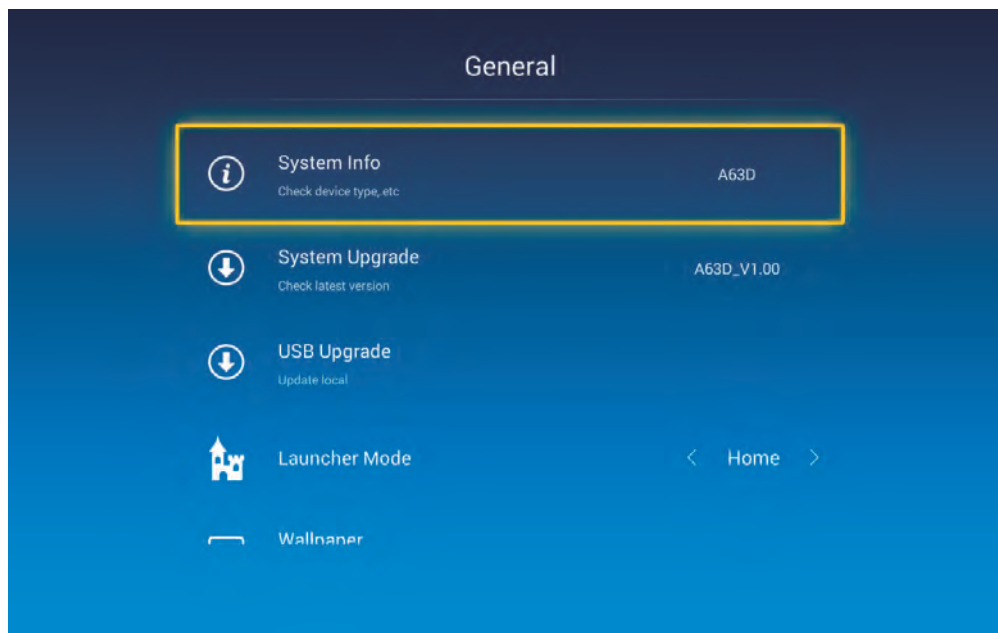 General
System Info
A63D
Check device type, etc
System Upgrade
A63D_V1.00
Check latest version
USB Upgrade
Update local
Launcher Mode
< Home >
Wallpaper